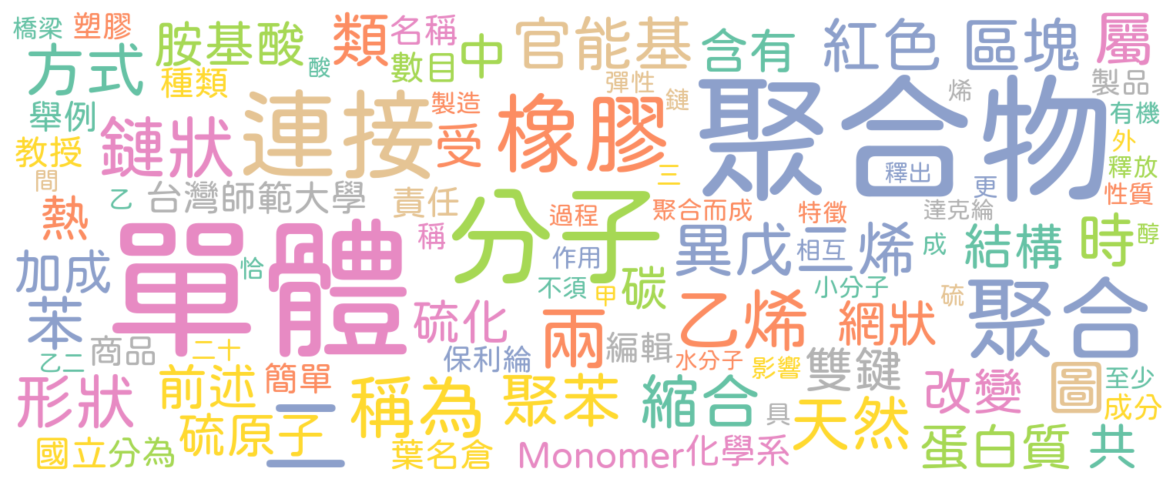 橋梁 塑膠 胺基酸 類 名稱 中 官能基 含有 紅色 區塊 屬
方式 酸 種類 數目 彈性 鏈 烯 製品
舉例 鏈狀 連接 製造 受 橡膠 聚合物 有機
教授 外
間 乙 台灣師範大學 責任 三 釋出 更 釋放 性質
熱 單體 稱 分子 過程 聚合而成 特徵 達克綸
加成 恰 作用 碳 異戊二烯 相互 成 結構 時 醇
不須 甲 小分子 硫 聚合
苯 硫化 兩 乙烯 網狀
乙二 商品 二十 保利綸 編輯 水分子 影響 雙鍵 圖 至少
形狀 前述 簡單 稱為 聚苯 縮合 具 天然 改變 成分
硫原子 二
國立 分為 葉名倉 Monomer 化學系 蛋白質 共